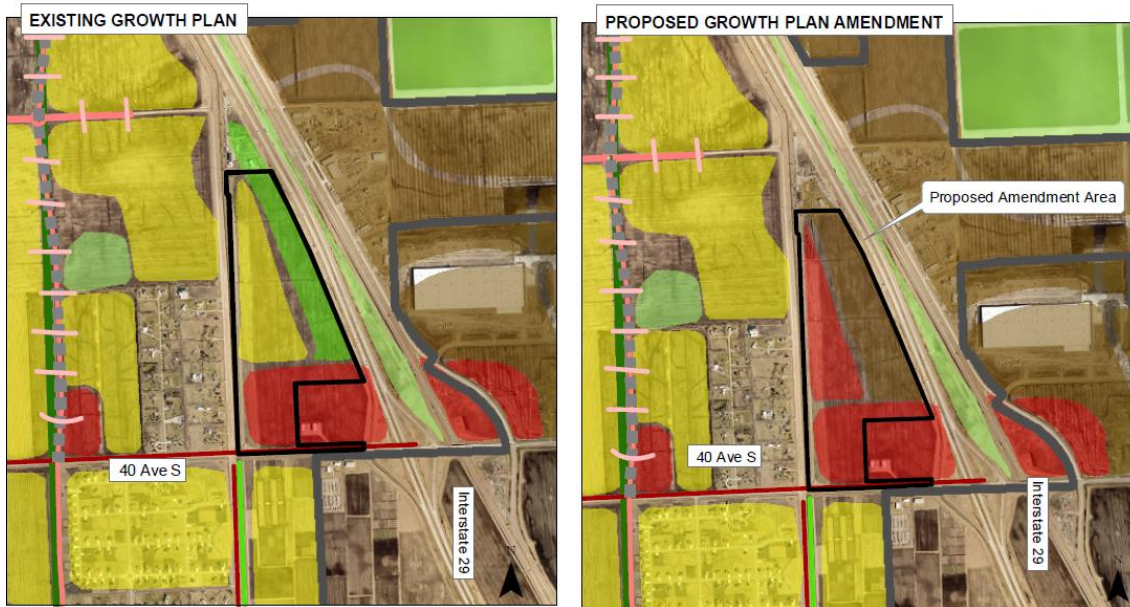 EXISTING GROWTH PLAN
40 Ave S
Interstate 29
N
PROPOSED GROWTH PLAN AMENDMENT
Proposed Amendment Area
40 Ave S
Interstate 29
N